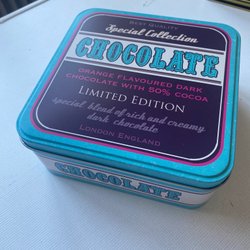 BEST QUALITY
Special Collection
CHOCOLATE
ORANGE FLAVOURED DARK
CHOCOLATE WITH 50% COCOA
LIMITED EDITION
special blend of rich and creamy
dark chocolate
LONDON ENGLAND
CHOCOLATE